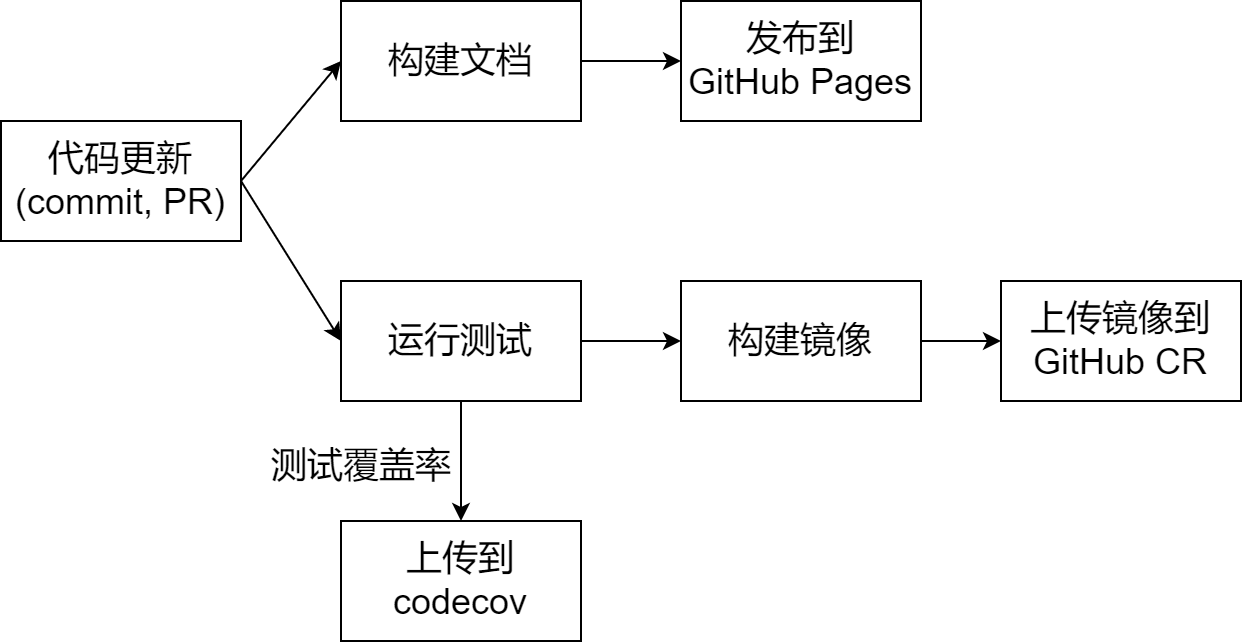 构建文档
发布到
GitHub Pages
代码更新
(commit, PR)
运行测试
构建镜像
上传镜像到
GitHub CR
测试覆盖率
上传到
codecov